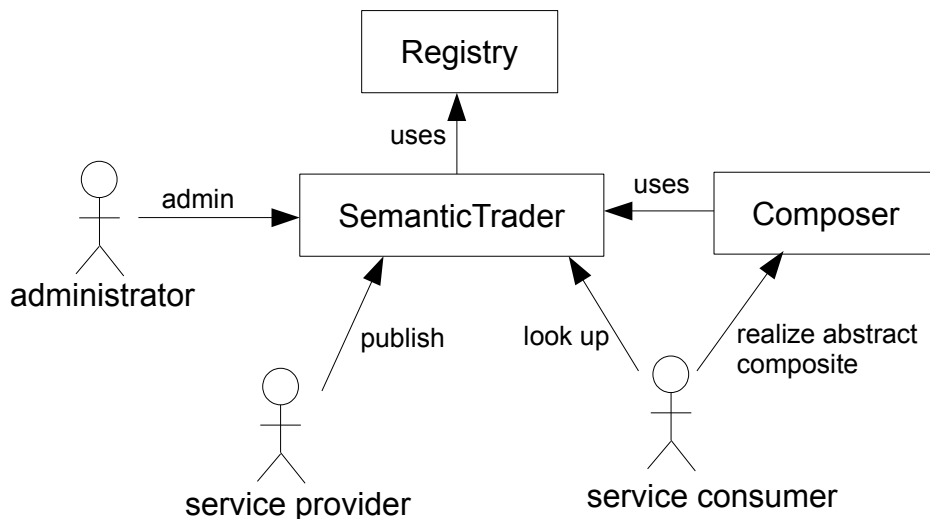 Registry
uses
admin
SemanticTrader
uses
Composer
administrator
publish
look up
realize abstract
composite
service provider
service consumer